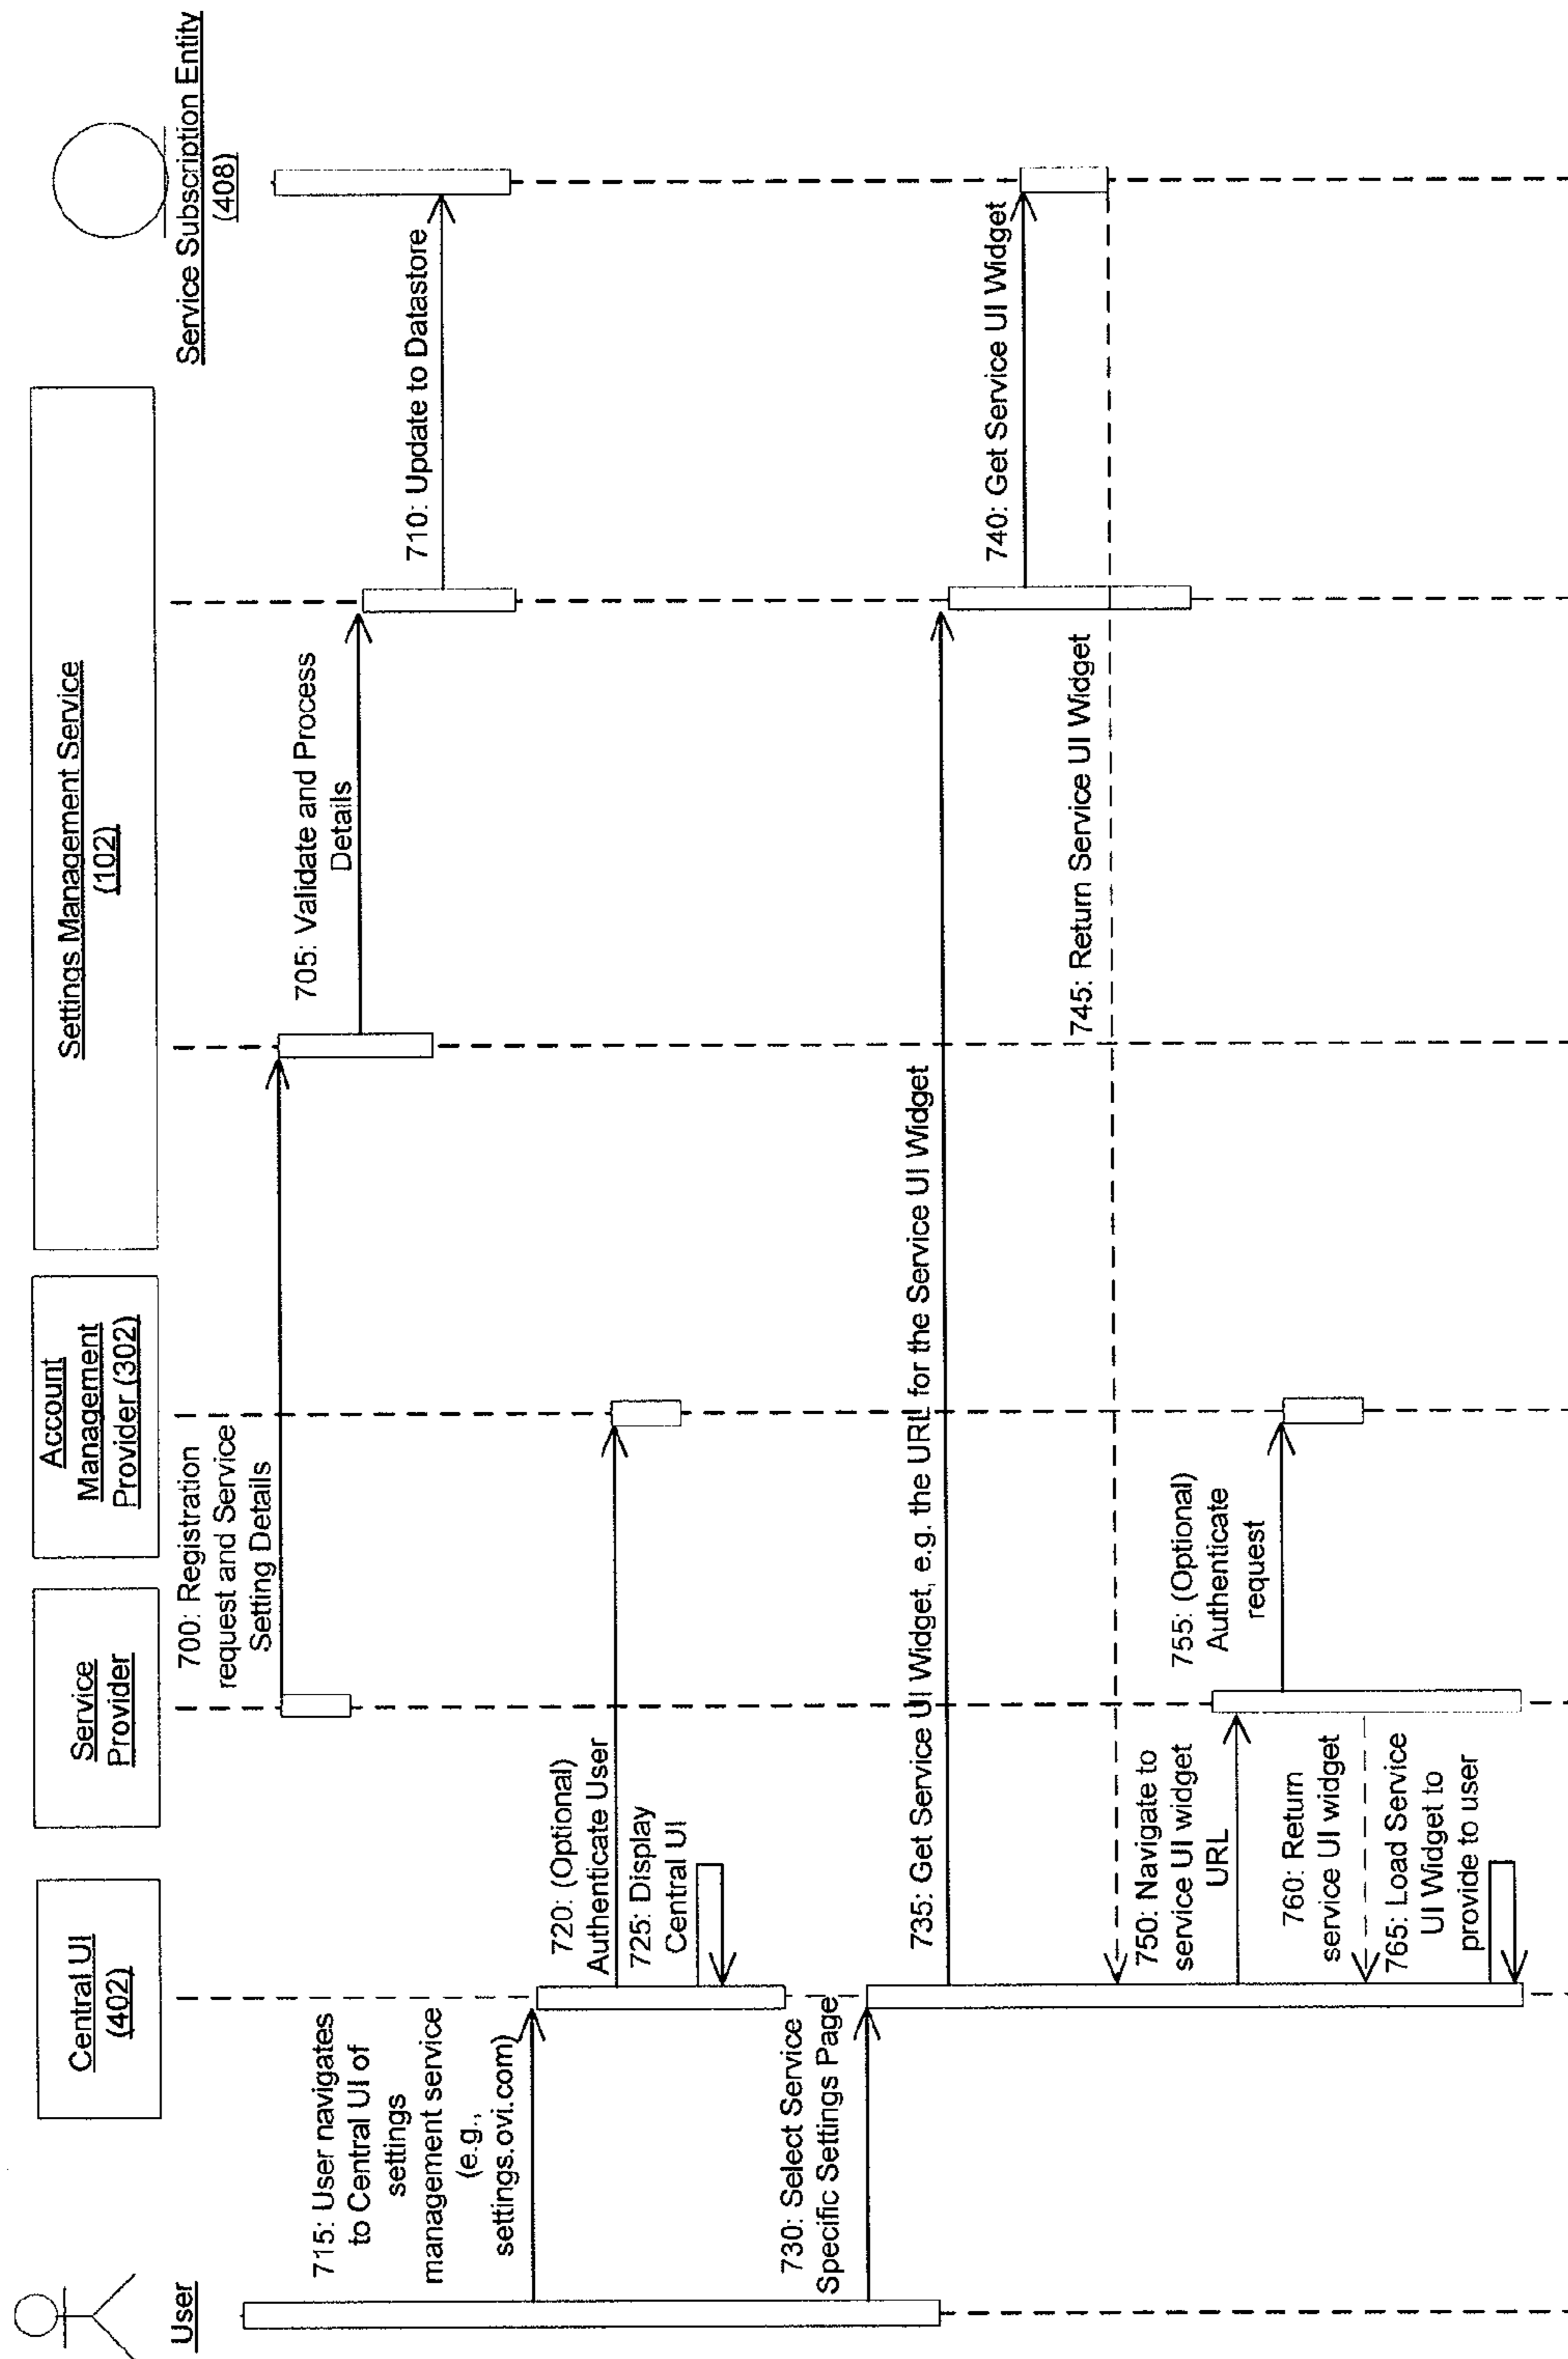 User
Central UI
(402)
Service
Provider
Account
Management
Provider (302)
Settings Management Service
(102)
Service Subscription Entity
(408)
700: Registration
request and Service
Setting Details
705: Validate and Process
Details
710: Update to Datastore
715: User navigates
to Central UI of
settings
management service
(e.g.,
settings.ovi.com)
720: (Optional)
Authenticate User
725: Display
Central UI
730: Select Service
Specific Settings Page
735: Get Service UI Widget, e.g. the URL for the Service UI Widget
740: Get Service UI Widget
745: Return Service UI Widget
750: Navigate to
service UI widget
URL
755: (Optional)
Authenticate
request
760: Return
service UI widget
765: Load Service
UI Widget to
provide to user